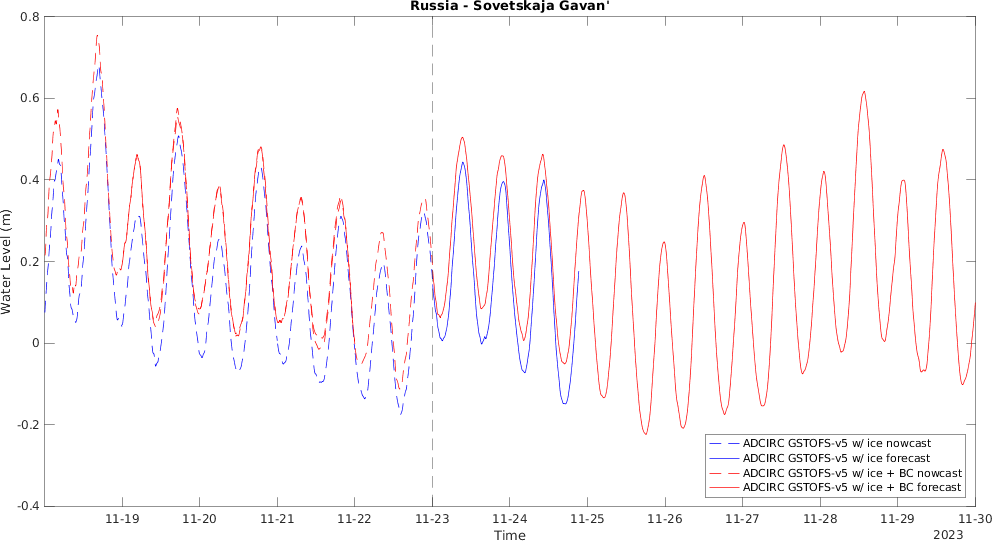 Russia - Sovetskaja Gavan'
0.8
0.6
0.4
0.2
0
-0.2
-0.4
Water Level (m)
ADCIRC GSTOFS-v5 w/ ice nowcast
ADCIRC GSTOFS-v5 w/ ice forecast
ADCIRC GSTOFS-v5 w/ ice + BC nowcast
ADCIRC GSTOFS-v5 w/ ice + BC forecast
11-19 11-20 11-21 11-22 11-23 11-24 11-25 11-26 11-27 11-28 11-29 11-30
Time
2023